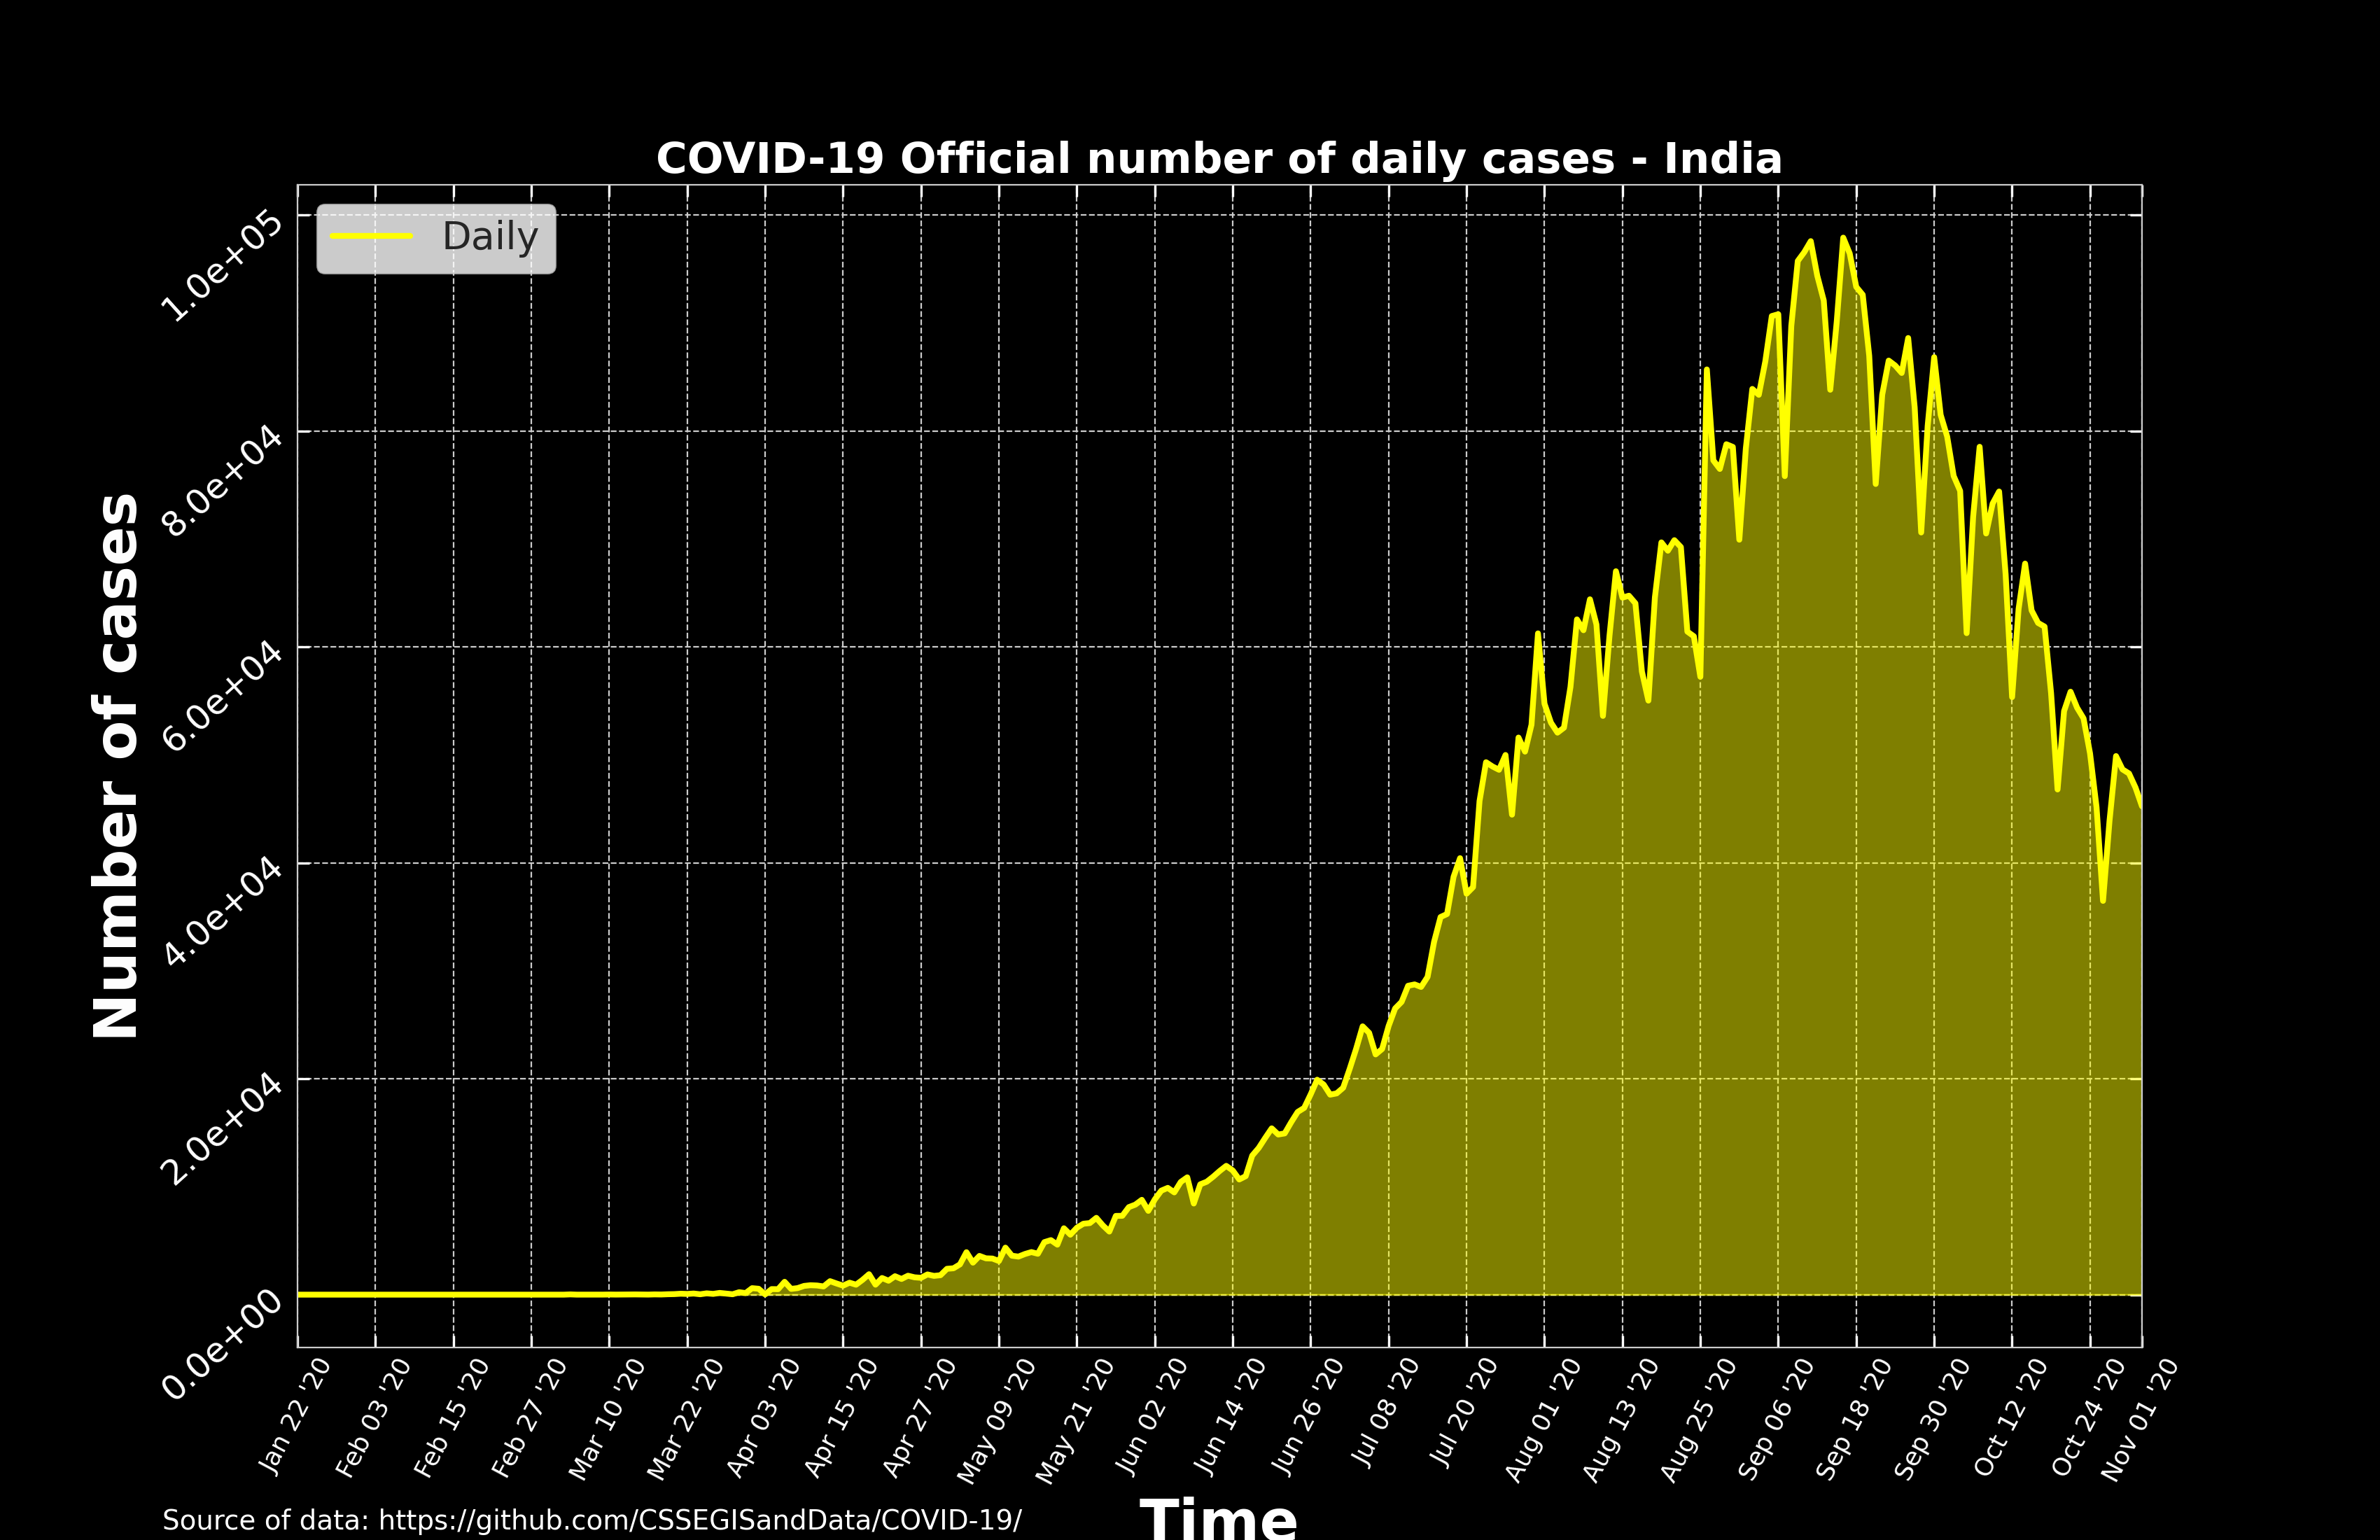 COVID-19 Official number of daily cases - India
Daily
Number of cases
1.0e+05
8.0e+04
6.0e+04
4.0e+04
2.0e+04
0.0e+00
Jan 22 '20
Feb 03 '20
Feb 15 '20
Feb 27 '20
Mar 10 '20
Mar 22 '20
Apr 03 '20
Apr 15 '20
Apr 27 '20
May 09 '20
May 21 '20
Jun 02 '20
Jun 14 '20
Jun 26 '20
Jul 08 '20
Jul 20 '20
Aug 01 '20
Aug 13 '20
Aug 25 '20
Sep 06 '20
Sep 18 '20
Sep 30 '20
Oct 12 '20
Oct 24 '20
Nov 01 '20
Time
Source of data: https://github.com/CSSEGISandData/COVID-19/